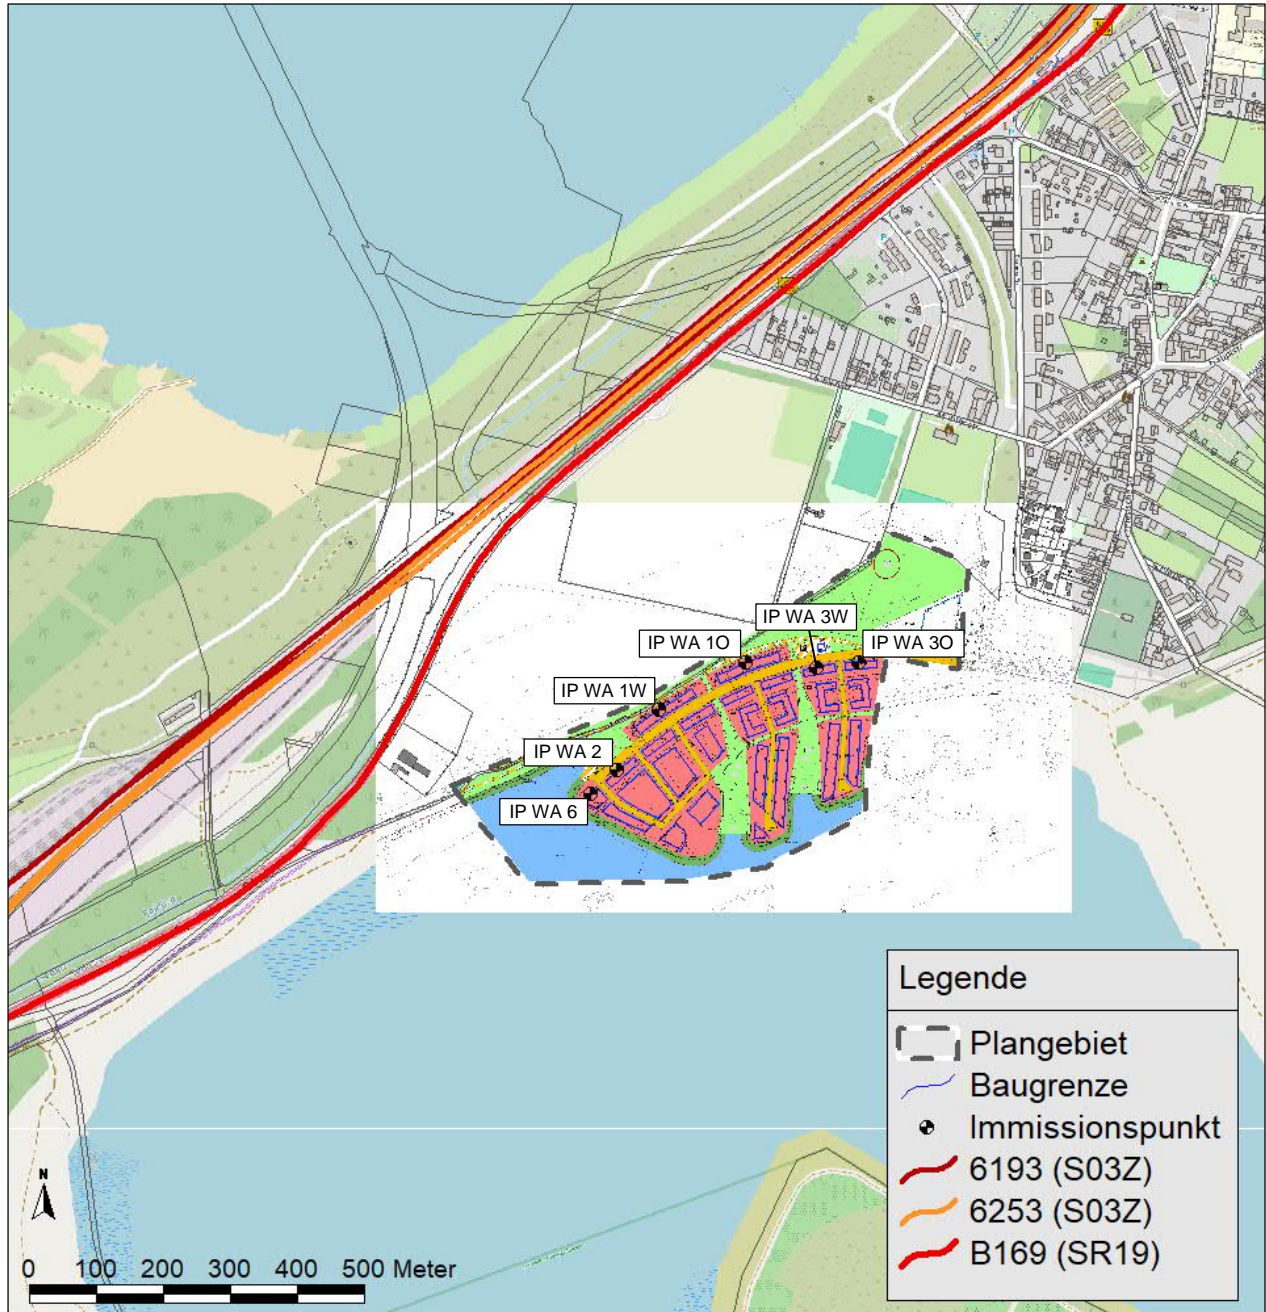 IP WA 3W
IP WA 1O
IP WA 3O
IP WA 1W
IP WA 2
IP WA 6
Legende
Plangebiet
Baugrenze
Immissionspunkt
6193 (S03Z)
6253 (S03Z)
B169 (SR19)
N
0 100 200 300 400 500 Meter